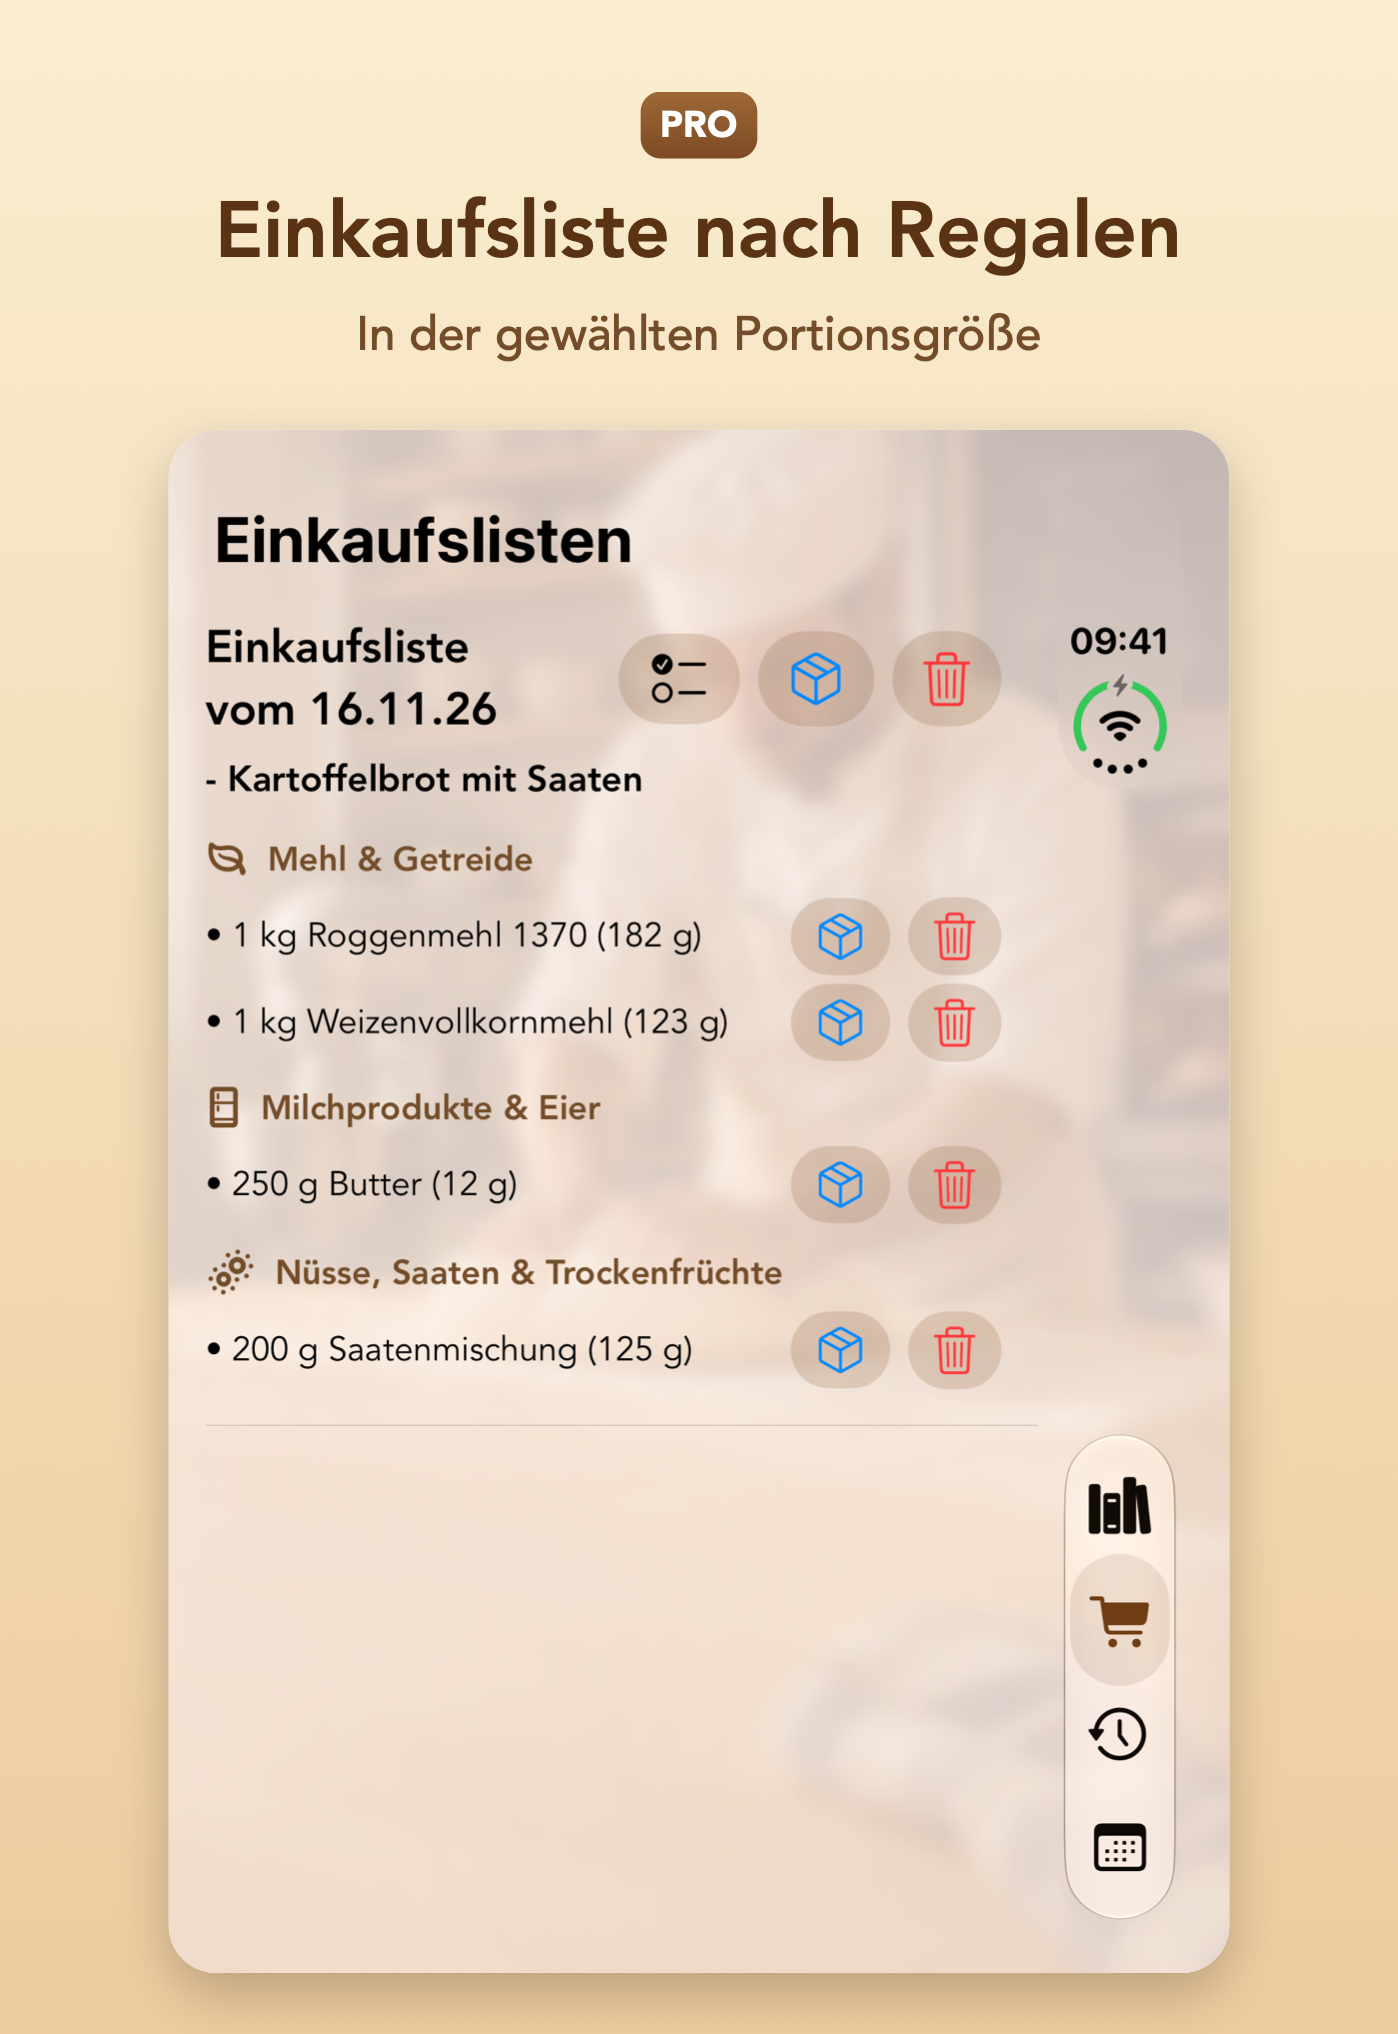 PRO
Einkaufsliste nach Regalen
In der gewählten Portionsgröße
Einkaufslisten
09:41
Einkaufsliste
vom 16.11.26
- Kartoffelbrot mit Saaten
Mehl & Getreide
• 1 kg Roggenmehl 1370 (182 g)
• 1 kg Weizenvollkornmehl (123 g)
Milchprodukte & Eier
• 250 g Butter (12 g)
Nüsse, Saaten & Trockenfrüchte
• 200 g Saatenmischung (125 g)